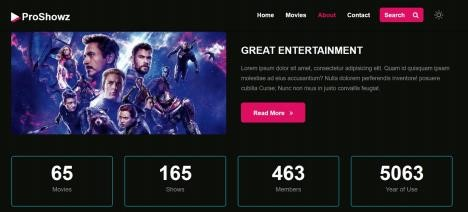 ProShowz
Home Movies About Contact Search
GREAT ENTERTAINMENT
Lorem ipsum dolor sit amet, consectetur adipisicing elit. Quam id quisquam ipsam
molestiae ad eius accusantium? Nulla dolorem perferendis inventore! posuere
cubilia Curae; Nunc non risus in justo convallis feugiat.
Read More »
65
Movies
165
Shows
463
Members
5063
Year of Use